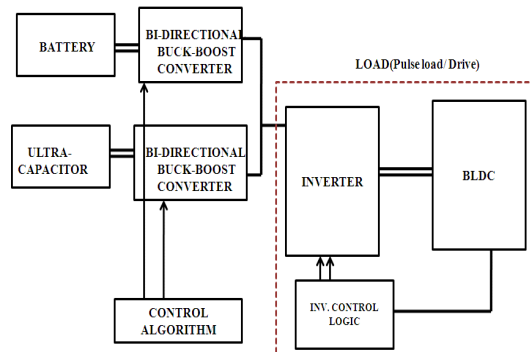 BATTERY
BI-DIRECTIONAL
BUCK-BOOST
CONVERTER
LOAD(Pulse load/ Drive)
ULTRA-
CAPACITOR
BI-DIRECTIONAL
BUCK-BOOST
CONVERTER
INVERTER
BLDC
CONTROL
ALGORITHM
INV. CONTROL
LOGIC